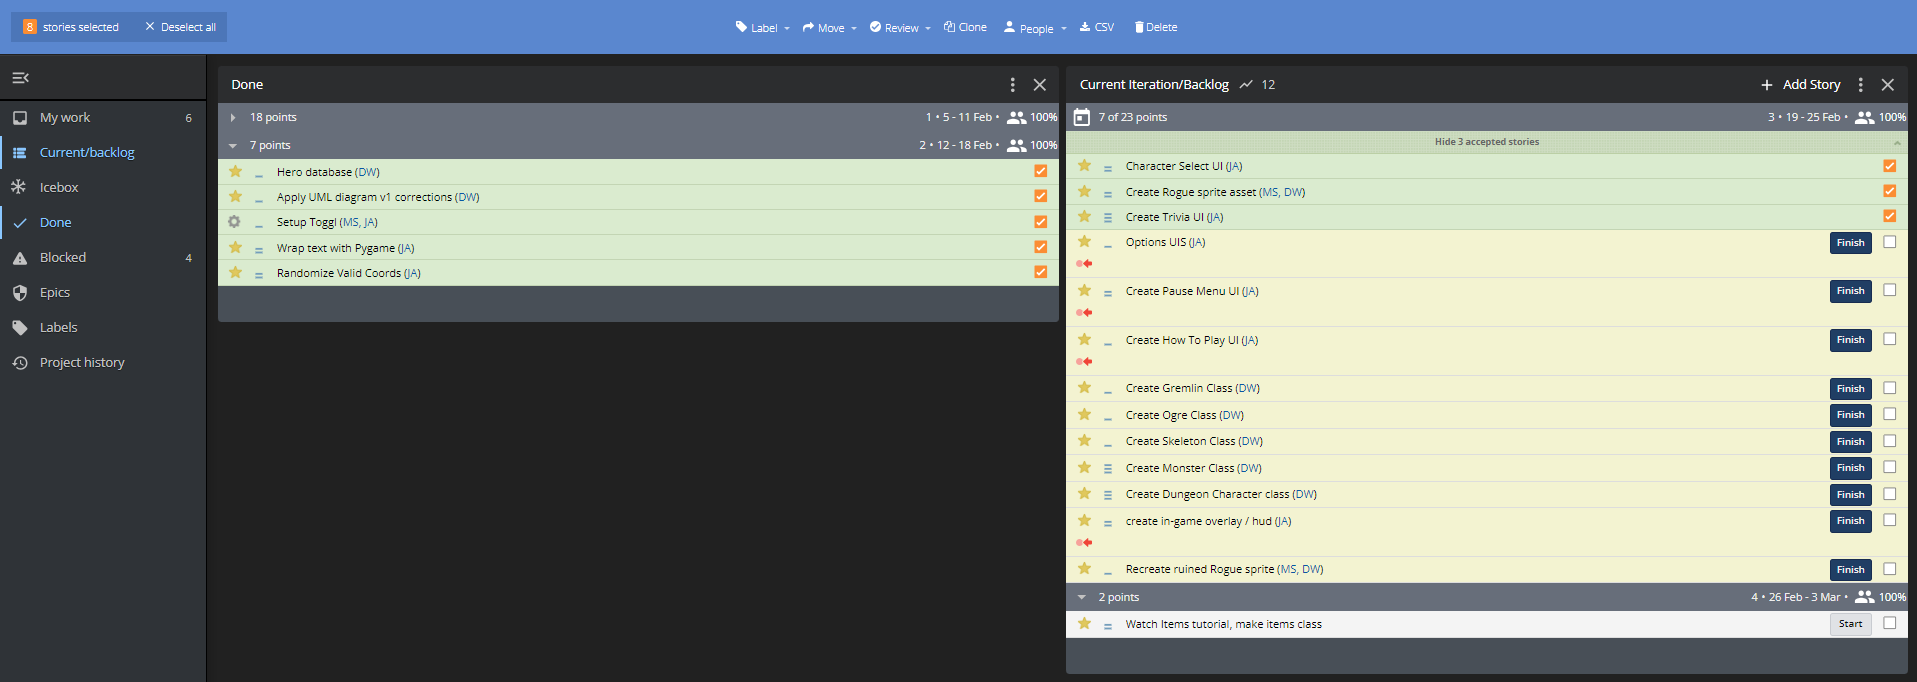 8 stories selected × Deselect all
Label Move Review Clone People CSV Delete
My work 6
Current/backlog
Icebox
Done
Blocked 4
Epics
Labels
Project history
Done
18 points 1 • 5 - 11 Feb • 100%
7 points 2 • 12 - 18 Feb • 100%
Hero database (DW)
Apply UML diagram v1 corrections (DW)
Setup Toggl (MS, JA)
Wrap text with Pygame (JA)
Randomize Valid Coords (JA)
Current Iteration/Backlog 12 + Add Story
7 of 23 points 3 • 19 - 25 Feb • 100%
Hide 3 accepted stories
Character Select UI (JA)
Create Rogue sprite asset (MS, DW)
Create Trivia UI (JA)
Options UIS (JA) Finish
Create Pause Menu UI (JA) Finish
Create How To Play UI (JA) Finish
Create Gremlin Class (DW) Finish
Create Ogre Class (DW) Finish
Create Skeleton Class (DW) Finish
Create Monster Class (DW) Finish
Create Dungeon Character class (DW) Finish
create in-game overlay / hud (JA) Finish
Recreate ruined Rogue sprite (MS, DW) Finish
2 points 4 • 26 Feb - 3 Mar • 100%
Watch Items tutorial, make items class Start